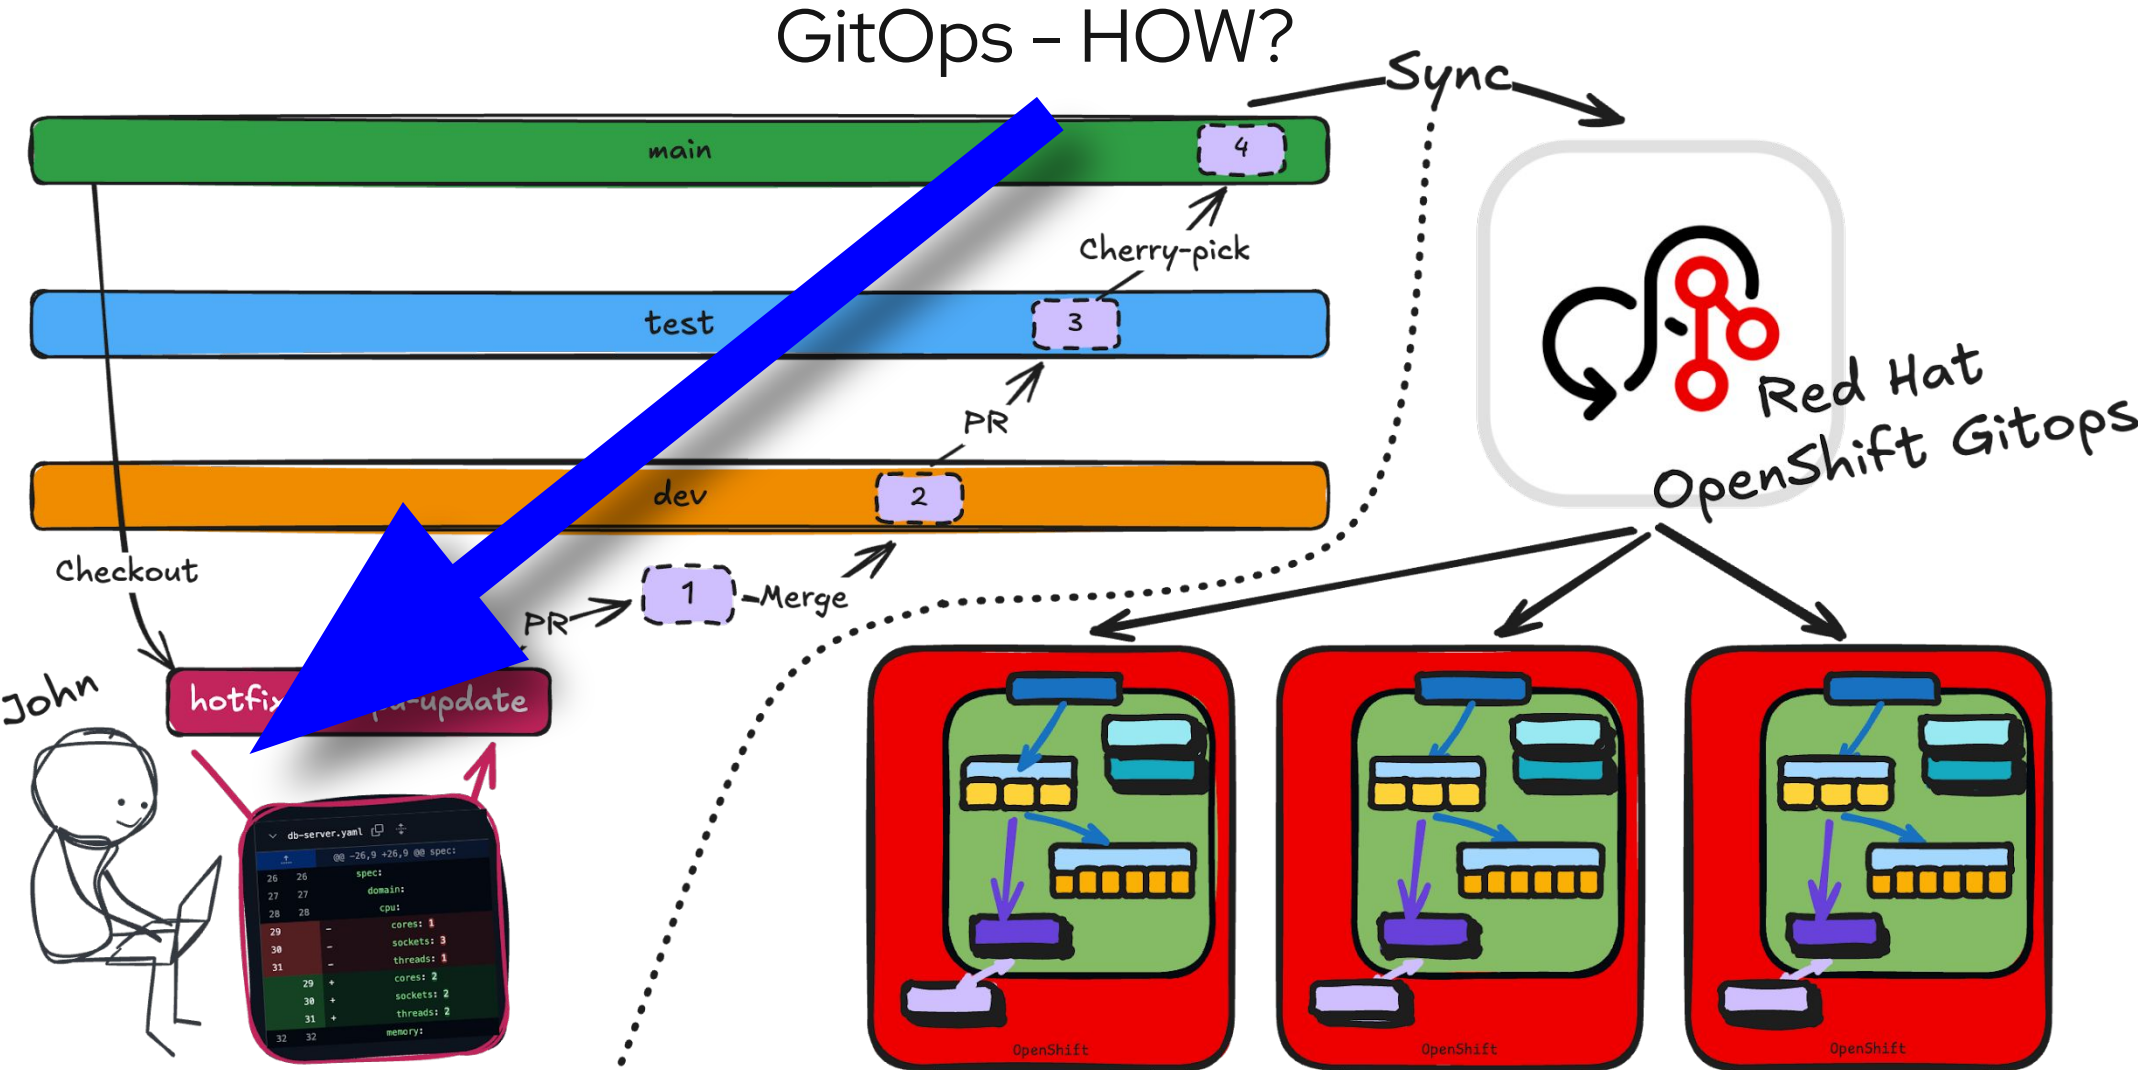 GitOps - HOW?
Sync
main
4
Cherry-pick
test
3
Red Hat
OpenShift Gitops
PR
dev
2
Checkout
1
Merge
PR
John
hotfix
-update
db-server.yaml
@@ -26,9 +26,9 @@ spec:
26 26 spec:
27 27 domain:
28 28 cpu:
29 - cores: 1
30 - sockets: 3
31 - threads: 1
29 + cores: 2
30 + sockets: 2
31 + threads: 2
32 32 memory:
OpenShift
OpenShift
OpenShift